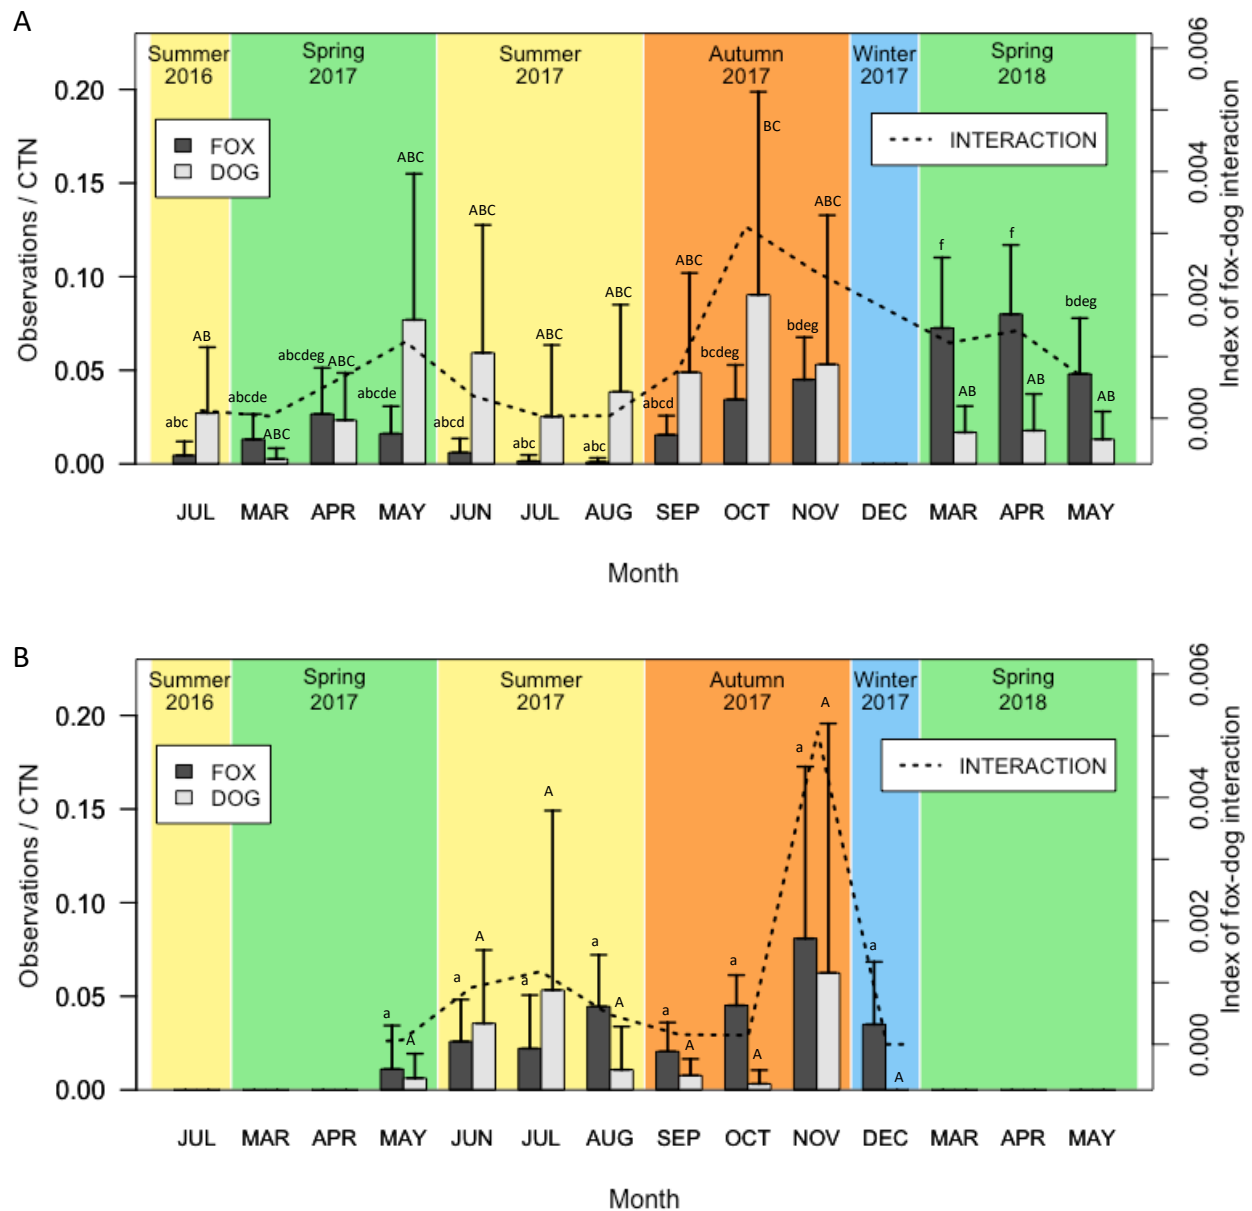 A
Summer Spring Summer Autumn Winter Spring
2016 2017 2017 2017 2017 2018
0.20
0.15
0.10
0.05
0.00
Observations / CTN
FOX
DOG
INTERACTION
0.006
0.004
0.002
0.000
Index of fox-dog interaction
abc AB abcde ABC abcdeg ABC abcde ABC abcd ABC abc ABC abc ABC abcd ABC bcdeg BC bdeg ABC f AB f AB bdeg AB
JUL MAR APR MAY JUN JUL AUG SEP OCT NOV DEC MAR APR MAY
Month
B
Summer Spring Summer Autumn Winter Spring
2016 2017 2017 2017 2017 2018
0.20
0.15
0.10
0.05
0.00
Observations / CTN
FOX
DOG
INTERACTION
0.006
0.004
0.002
0.000
Index of fox-dog interaction
a A a A a A a A a A a A a A a A
JUL MAR APR MAY JUN JUL AUG SEP OCT NOV DEC MAR APR MAY
Month